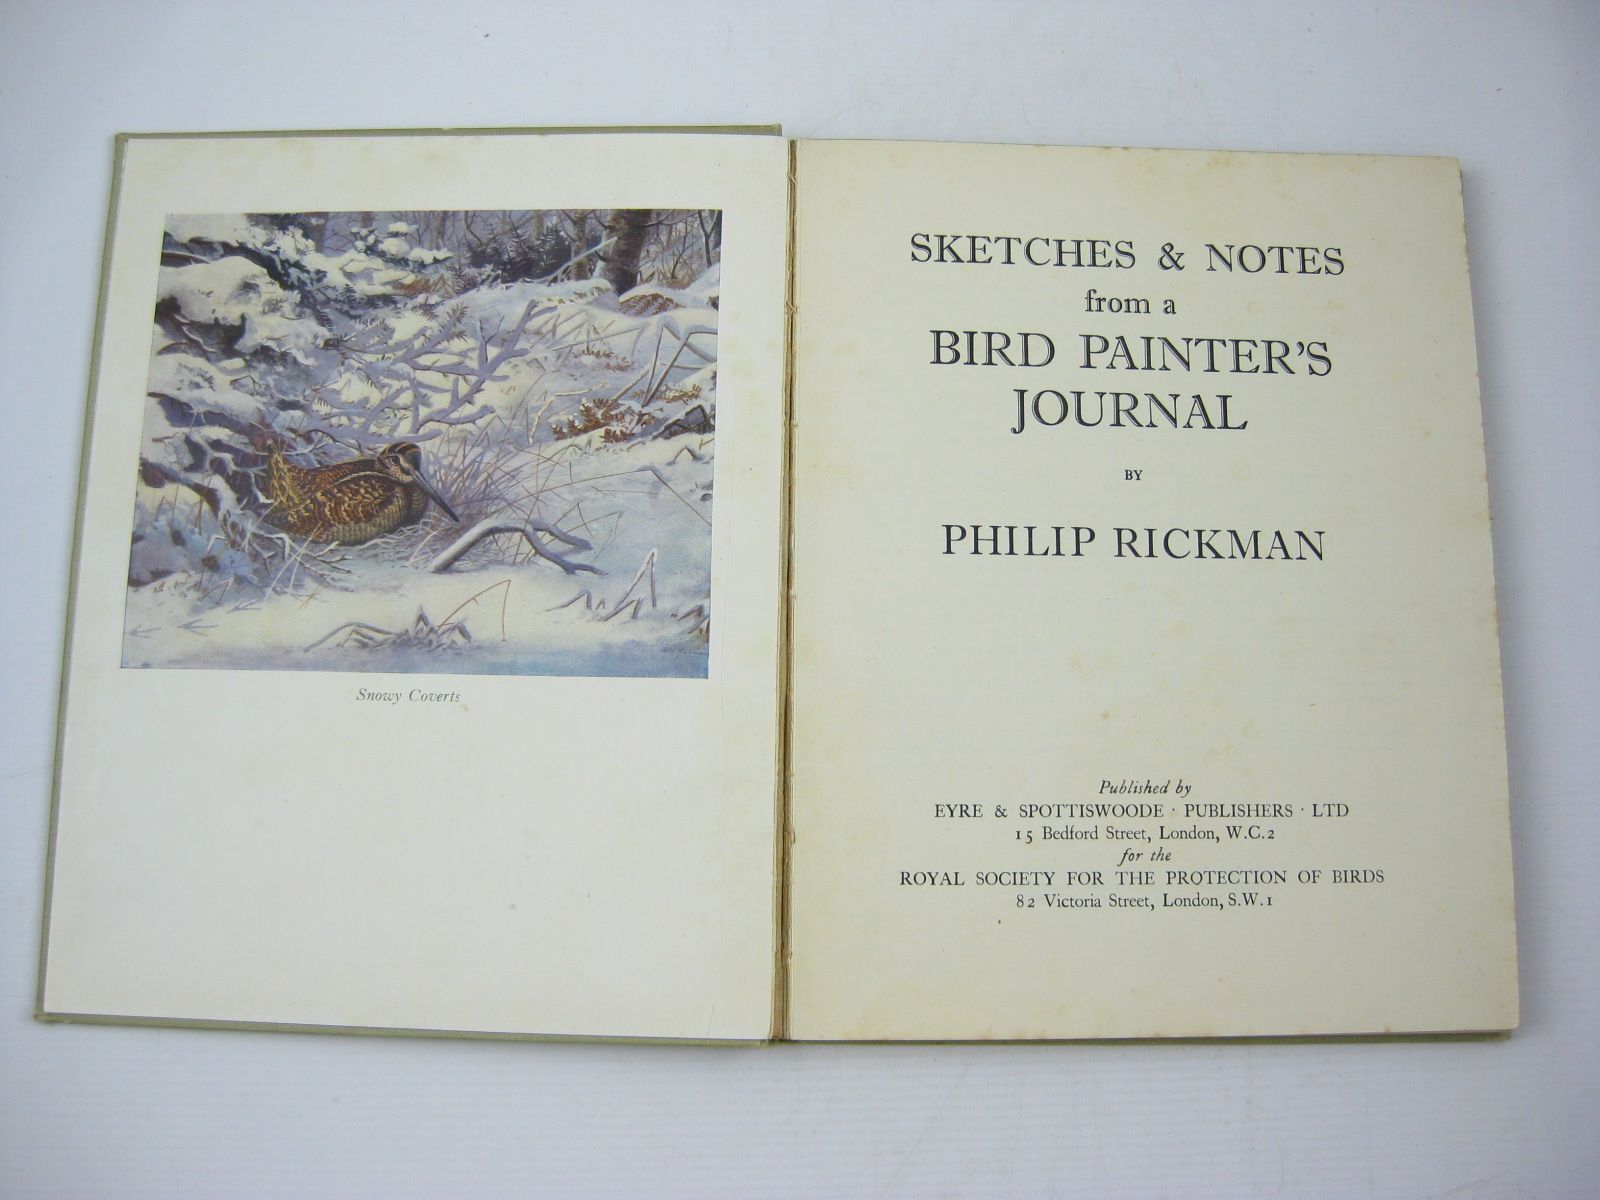 Snowy Coverts
SKETCHES & NOTES
from a
BIRD PAINTER'S
JOURNAL
BY
PHILIP RICKMAN
Published by
EYRE & SPOTTISWOODE · PUBLISHERS · LTD
15 Bedford Street, London, W.C.2
for the
ROYAL SOCIETY FOR THE PROTECTION OF BIRDS
82 Victoria Street, London, S.W.1